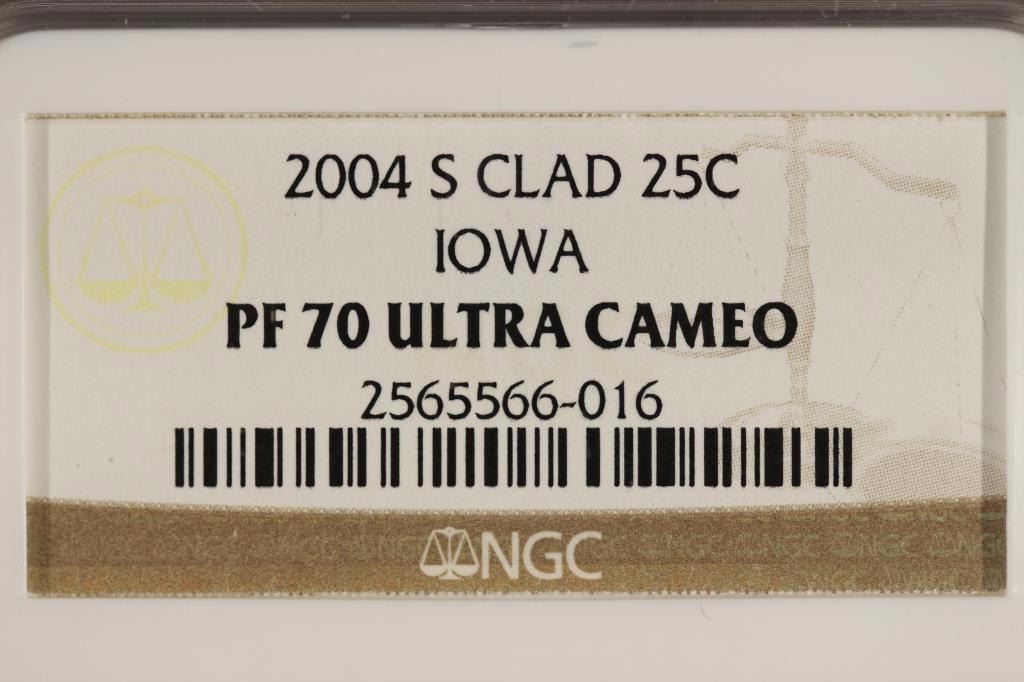 2004 S CLAD 25C
IOWA
PF 70 ULTRA CAMEO
2565566-016
NGC